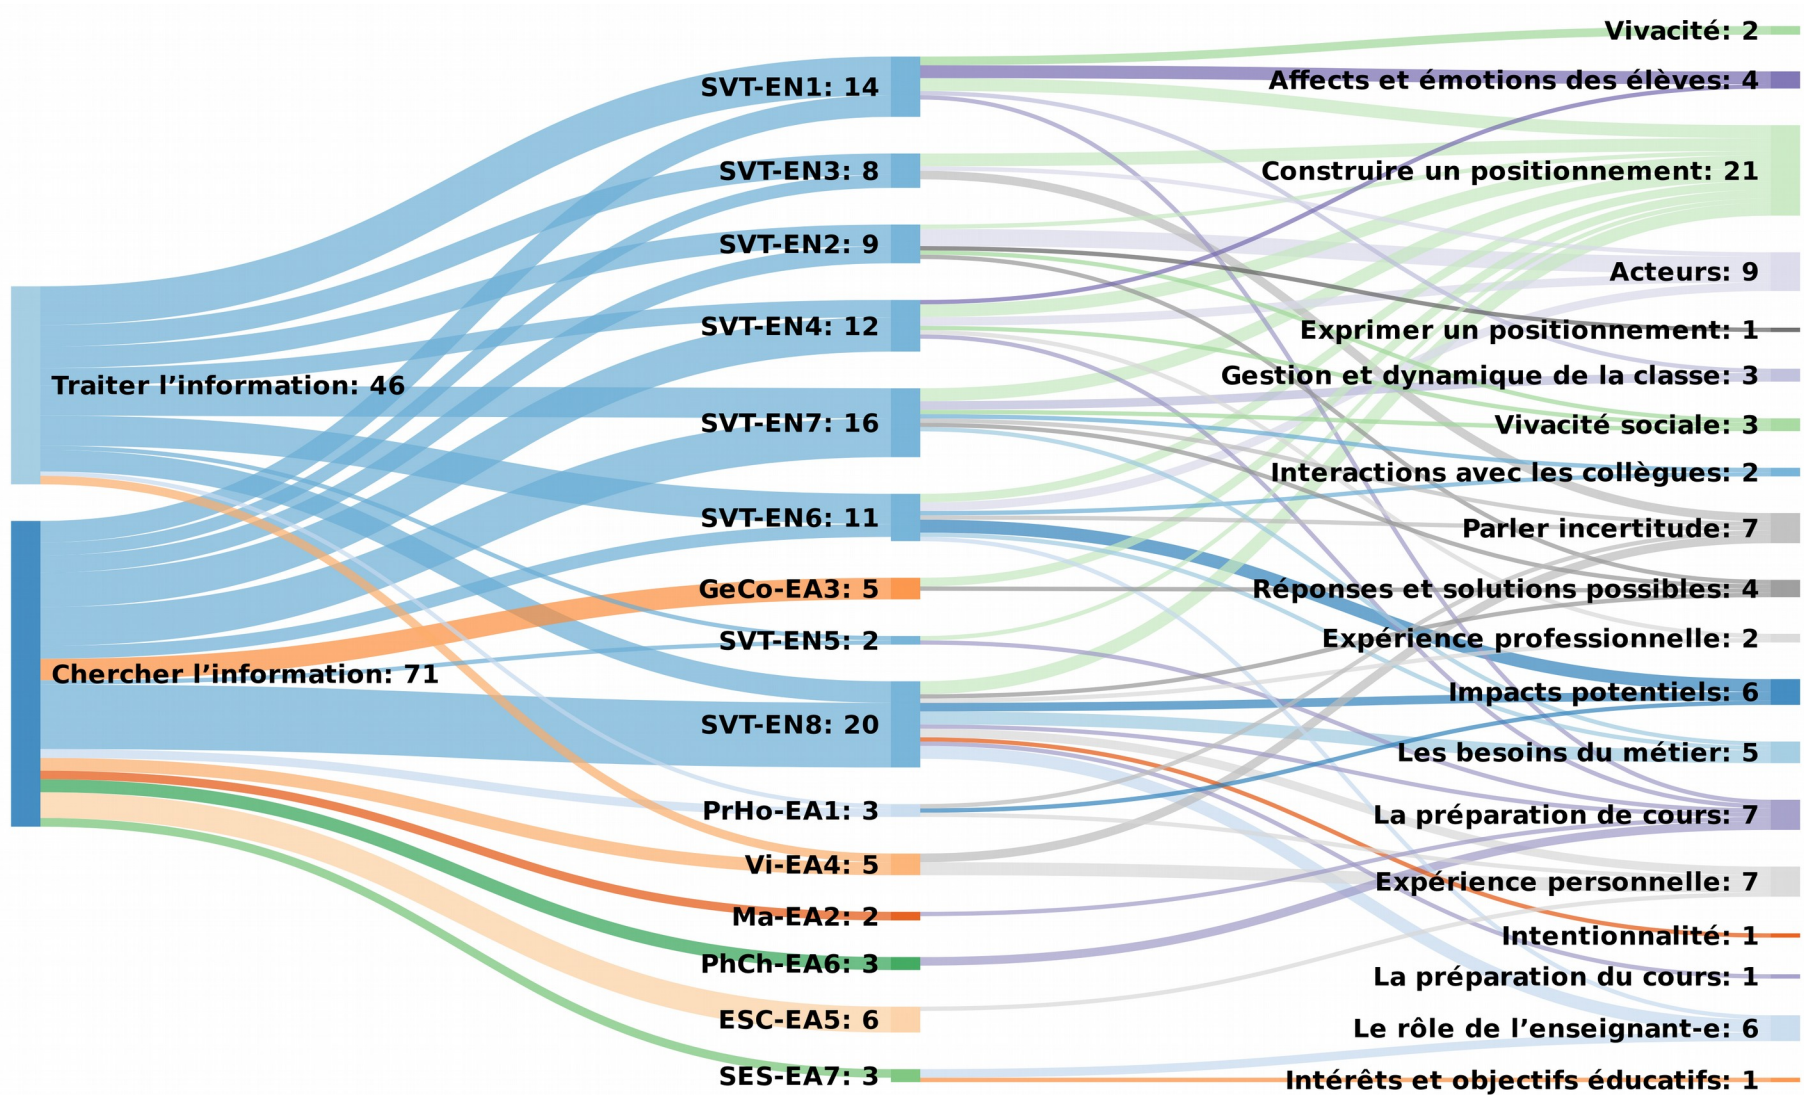 Traiter l’information: 46
Chercher l’information: 71
SVT-EN1: 14
SVT-EN3: 8
SVT-EN2: 9
SVT-EN4: 12
SVT-EN7: 16
SVT-EN6: 11
GeCo-EA3: 5
SVT-EN5: 2
SVT-EN8: 20
PrHo-EA1: 3
Vi-EA4: 5
Ma-EA2: 2
PhCh-EA6: 3
ESC-EA5: 6
SES-EA7: 3
Vivacité: 2
Affects et émotions des élèves: 4
Construire un positionnement: 21
Acteurs: 9
Exprimer un positionnement: 1
Gestion et dynamique de la classe: 3
Vivacité sociale: 3
Interactions avec les collègues: 2
Parler incertitude: 7
Réponses et solutions possibles: 4
Expérience professionnelle: 2
Impacts potentiels: 6
Les besoins du métier: 5
La préparation de cours: 7
Expérience personnelle: 7
Intentionnalité: 1
La préparation du cours: 1
Le rôle de l’enseignant-e: 6
Intérêts et objectifs éducatifs: 1